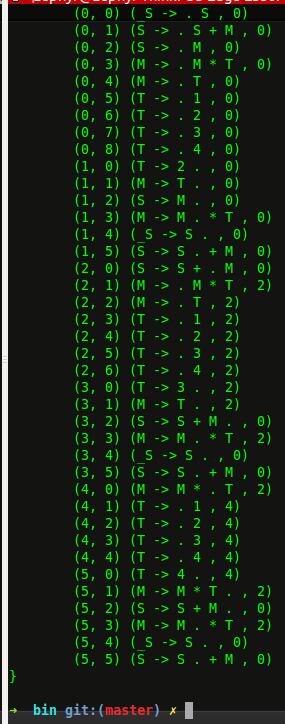 (0, 0) (_S -> . S , 0)
(0, 1) (S -> . S + M , 0)
(0, 2) (S -> . M , 0)
(0, 3) (M -> . M * T , 0)
(0, 4) (M -> . T , 0)
(0, 5) (T -> . 1 , 0)
(0, 6) (T -> . 2 , 0)
(0, 7) (T -> . 3 , 0)
(0, 8) (T -> . 4 , 0)
(1, 0) (T -> 2 . , 0)
(1, 1) (M -> T . , 0)
(1, 2) (S -> M . , 0)
(1, 3) (M -> M . * T , 0)
(1, 4) (_S -> S . , 0)
(1, 5) (S -> S . + M , 0)
(2, 0) (S -> S + . M , 0)
(2, 1) (M -> . M * T , 2)
(2, 2) (M -> . T , 2)
(2, 3) (T -> . 1 , 2)
(2, 4) (T -> . 2 , 2)
(2, 5) (T -> . 3 , 2)
(2, 6) (T -> . 4 , 2)
(3, 0) (T -> 3 . , 2)
(3, 1) (M -> T . , 2)
(3, 2) (S -> S + M . , 0)
(3, 3) (M -> M . * T , 2)
(3, 4) (_S -> S . , 0)
(3, 5) (S -> S . + M , 0)
(4, 0) (M -> M * . T , 2)
(4, 1) (T -> . 1 , 4)
(4, 2) (T -> . 2 , 4)
(4, 3) (T -> . 3 , 4)
(4, 4) (T -> . 4 , 4)
(5, 0) (T -> 4 . , 4)
(5, 1) (M -> M * T . , 2)
(5, 2) (S -> S + M . , 0)
(5, 3) (M -> M . * T , 2)
(5, 4) (_S -> S . , 0)
(5, 5) (S -> S . + M , 0)
}
➜ bin git:(master) ✗